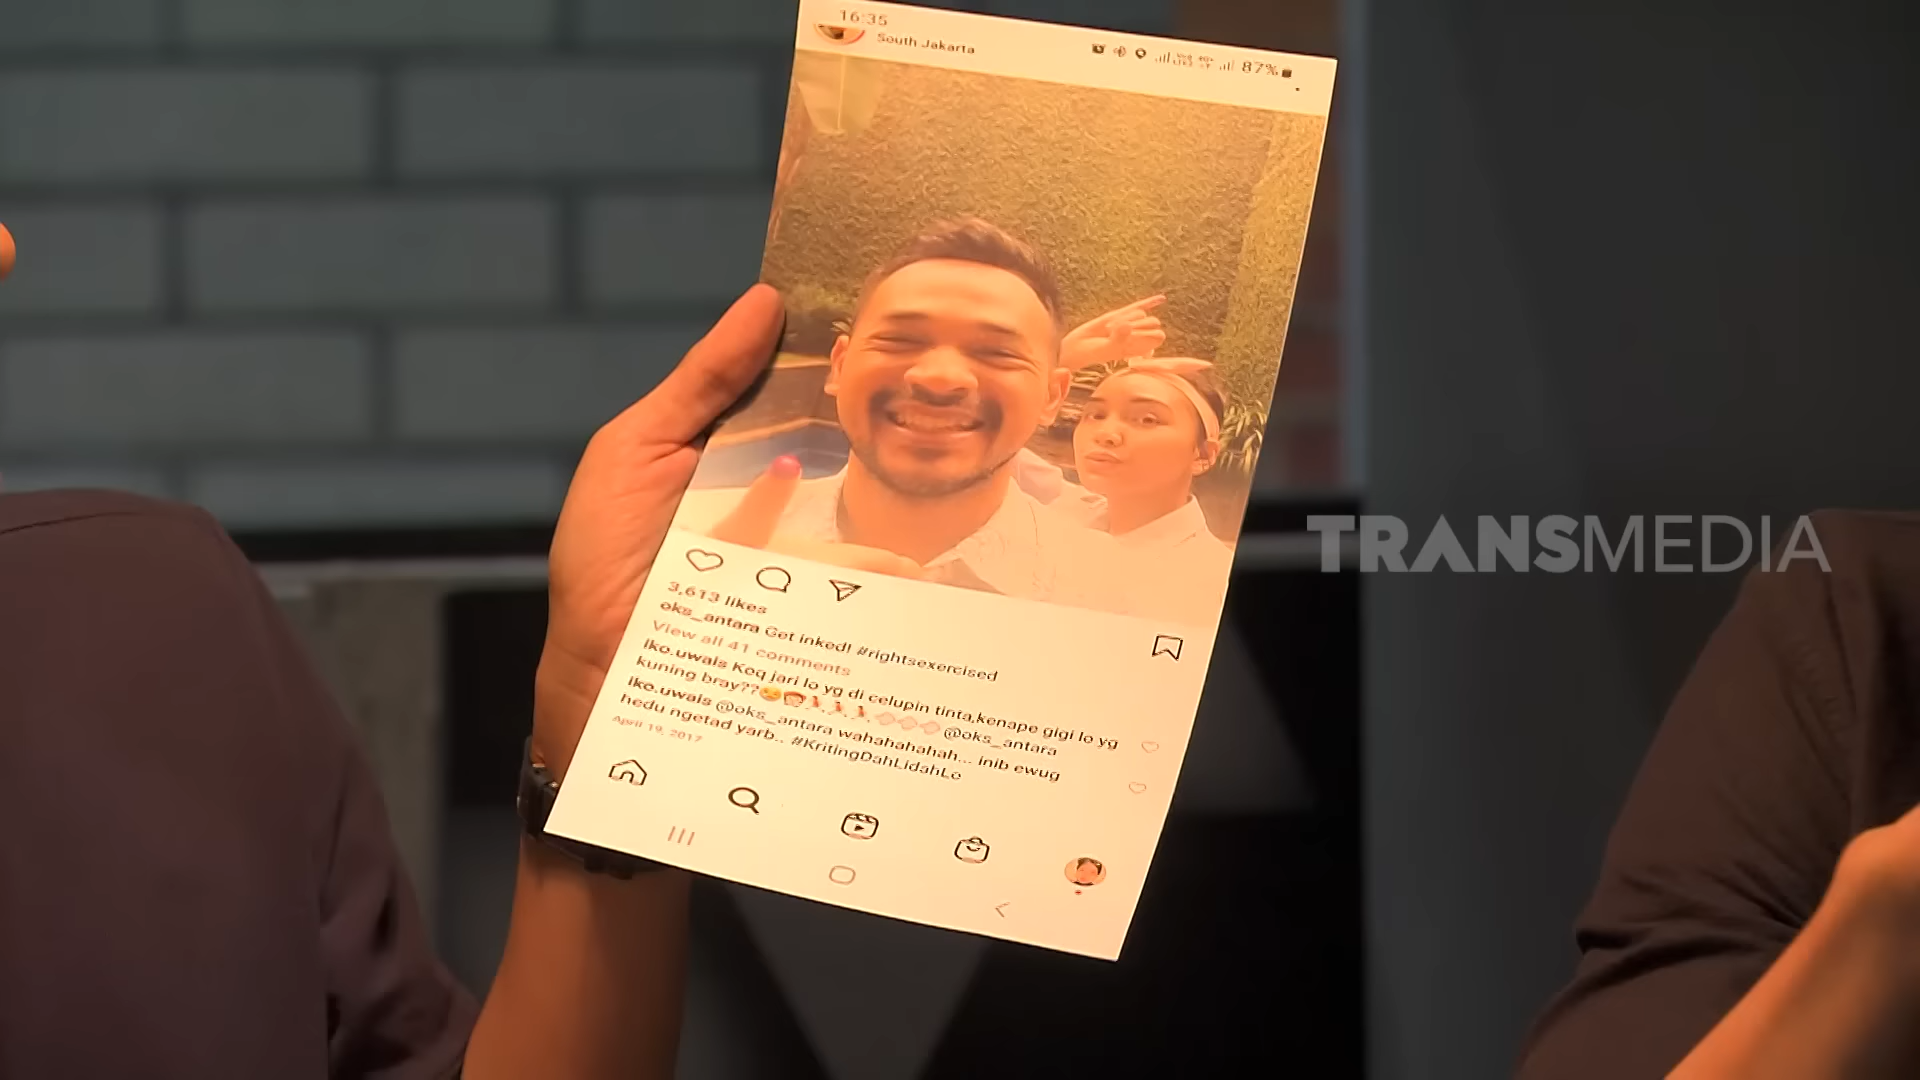 16:35
South Jakarta
87%
3,613 likes
oks_antara Get inked! #rightsexercised
View all 41 comments
iko.uwais Koq jari lo yg di celupin tinta,kenape gigi lo yg
kuning bray?? @oks_antara
iko.uwais @oks_antara wahahahahah... inib ewug
hedu ngetad yarb.. #KritingDahLidahLo
April 19, 2017
TRANSMEDIA